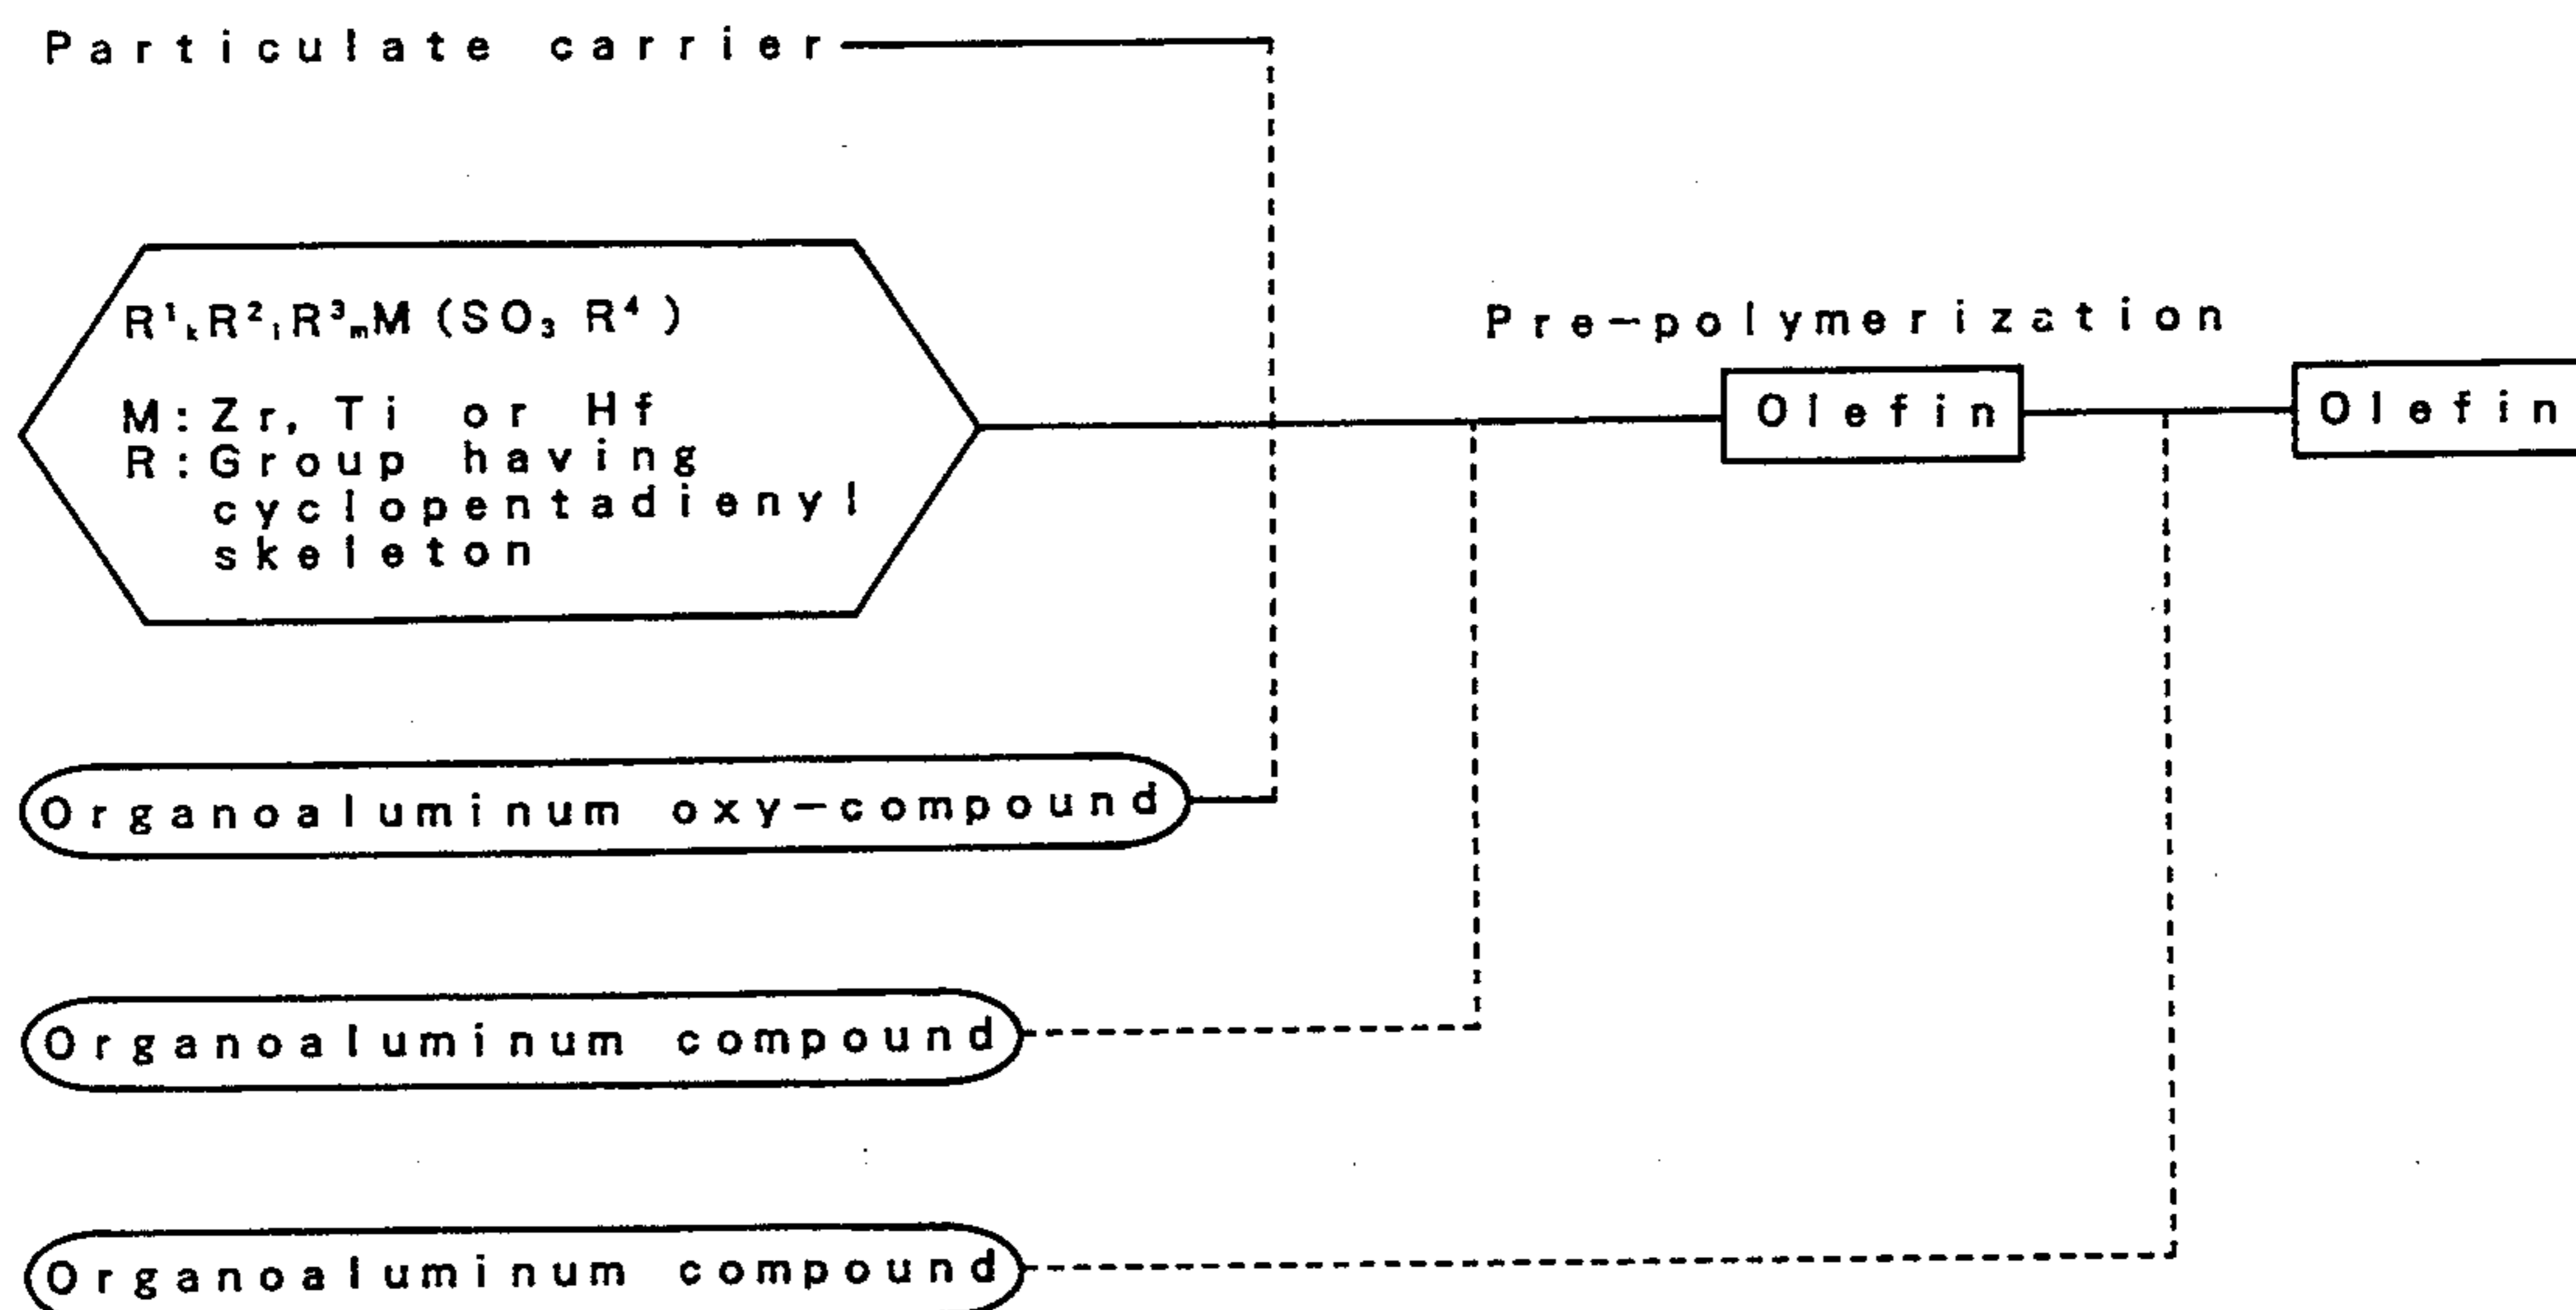 Particulate carrier
R¹ₖR²ₗR³ₘM (SO₃ R⁴ )
M:Zr, Ti or Hf
R:Group having
cyclopentadienyl
skeleton
Pre-polymerization
Olefin
Olefin
Organoaluminum oxy-compound
Organoaluminum compound
Organoaluminum compound